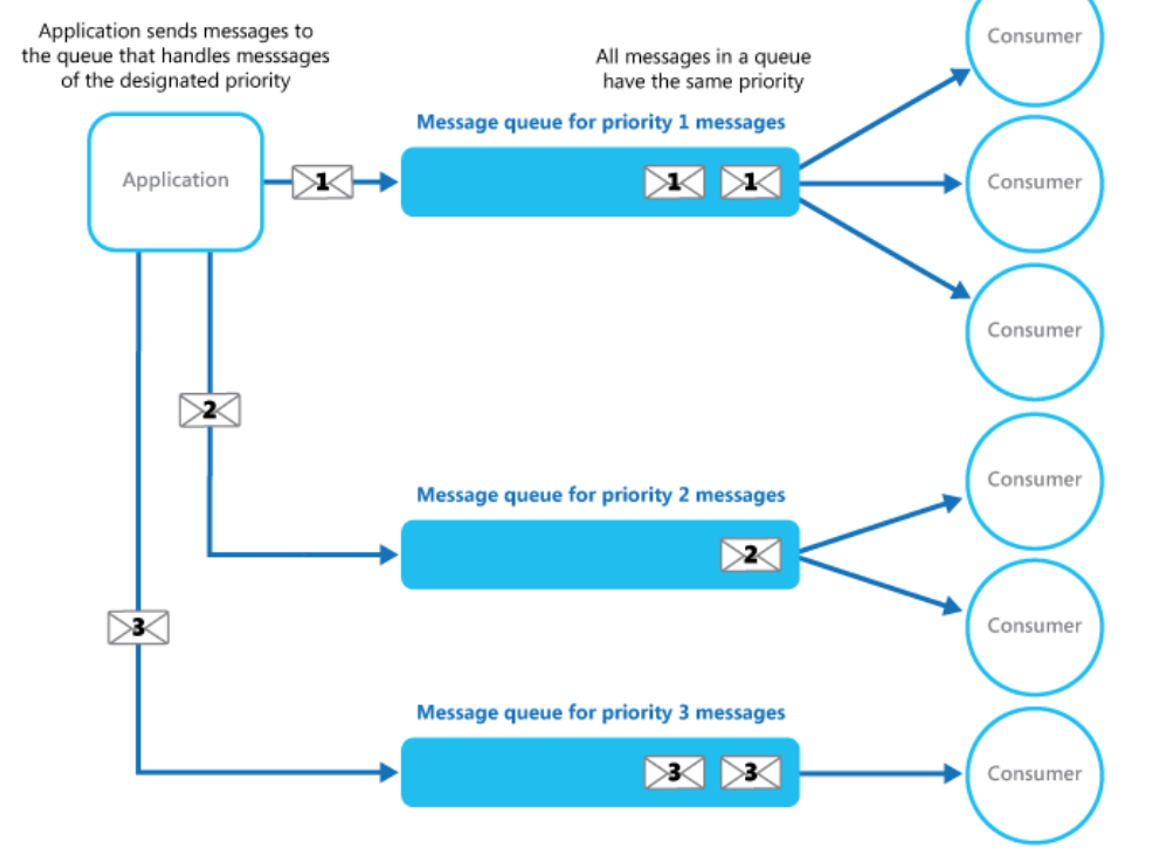 Application sends messages to
the queue that handles messsages
of the designated priority
All messages in a queue
have the same priority
Consumer
Message queue for priority 1 messages
Application
1
1
1
Consumer
Consumer
2
Message queue for priority 2 messages
Consumer
2
Consumer
3
Message queue for priority 3 messages
3
3
Consumer